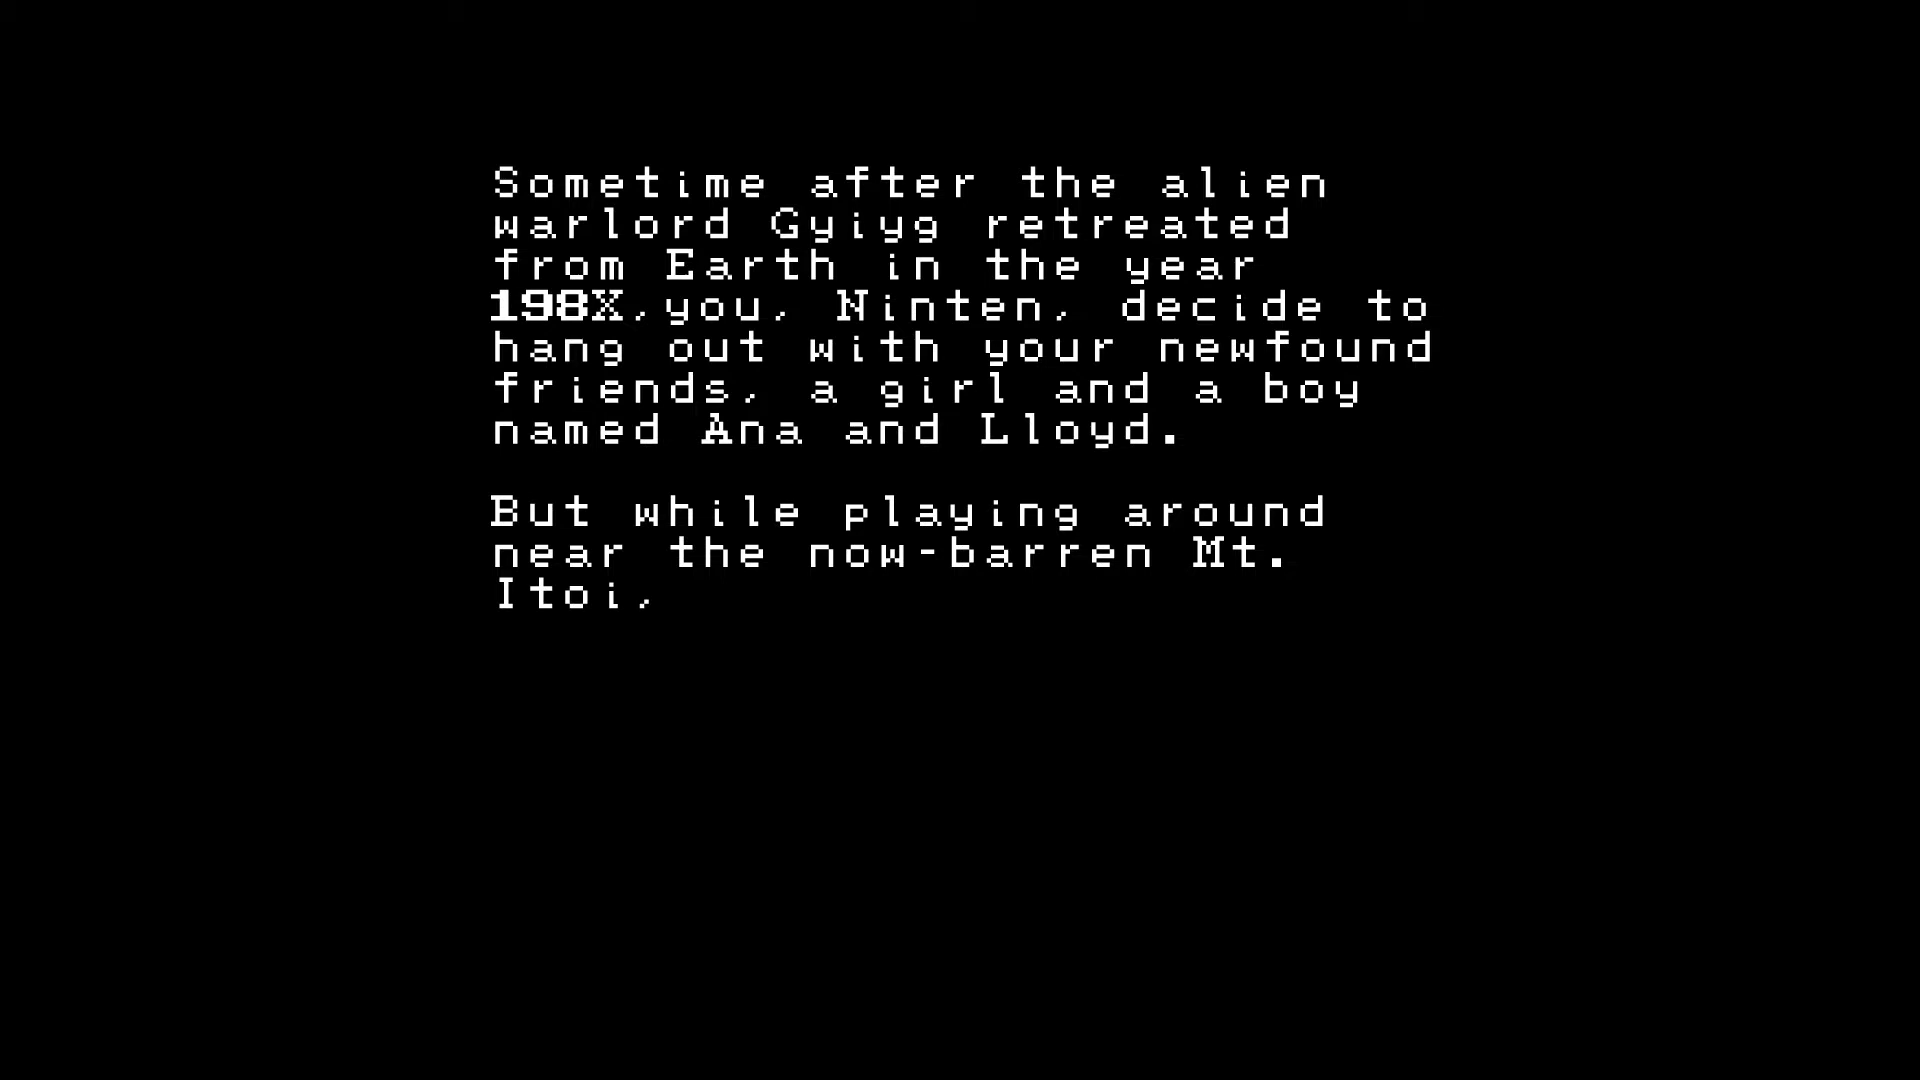 Sometime after the alien
warlord Gyiyg retreated
from Earth in the year
198X,you, Ninten, decide to
hang out with your newfound
friends, a girl and a boy
named Ana and Lloyd.
But while playing around
near the now-barren Mt.
Itoi,